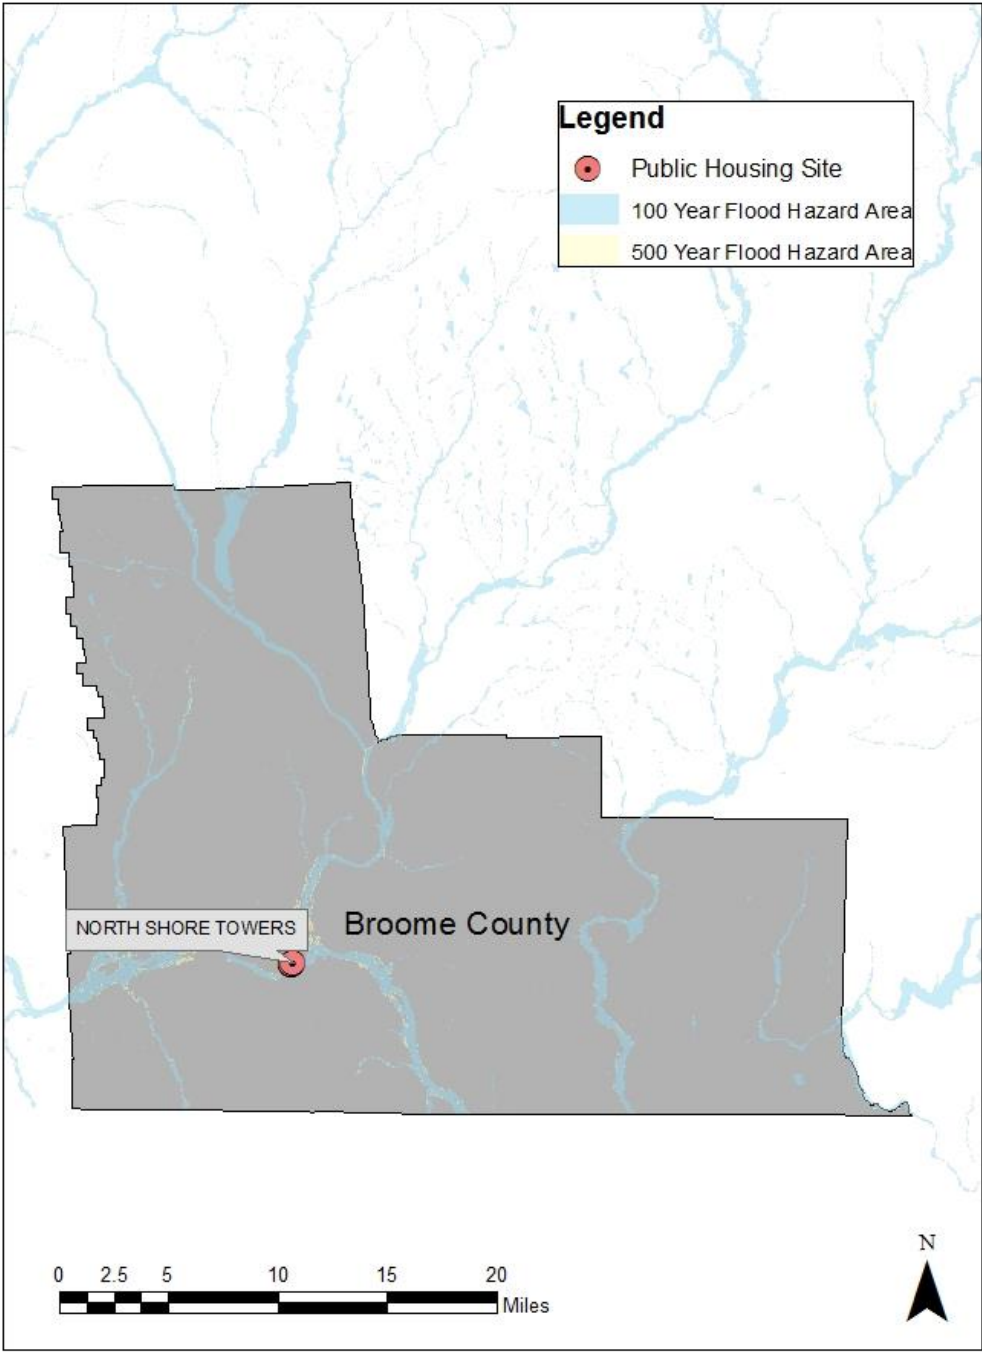 Legend
Public Housing Site
100 Year Flood Hazard Area
500 Year Flood Hazard Area
NORTH SHORE TOWERS
Broome County
N
0 2.5 5 10 15 20
Miles